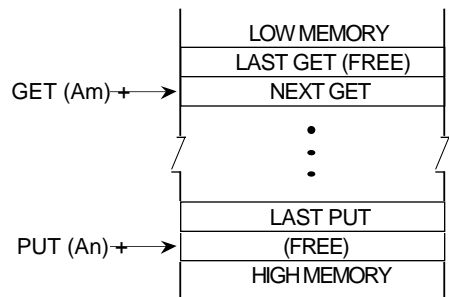 LOW MEMORY
LAST GET (FREE)
GET (Am) +
NEXT GET
LAST PUT
PUT (An) +
(FREE)
HIGH MEMORY